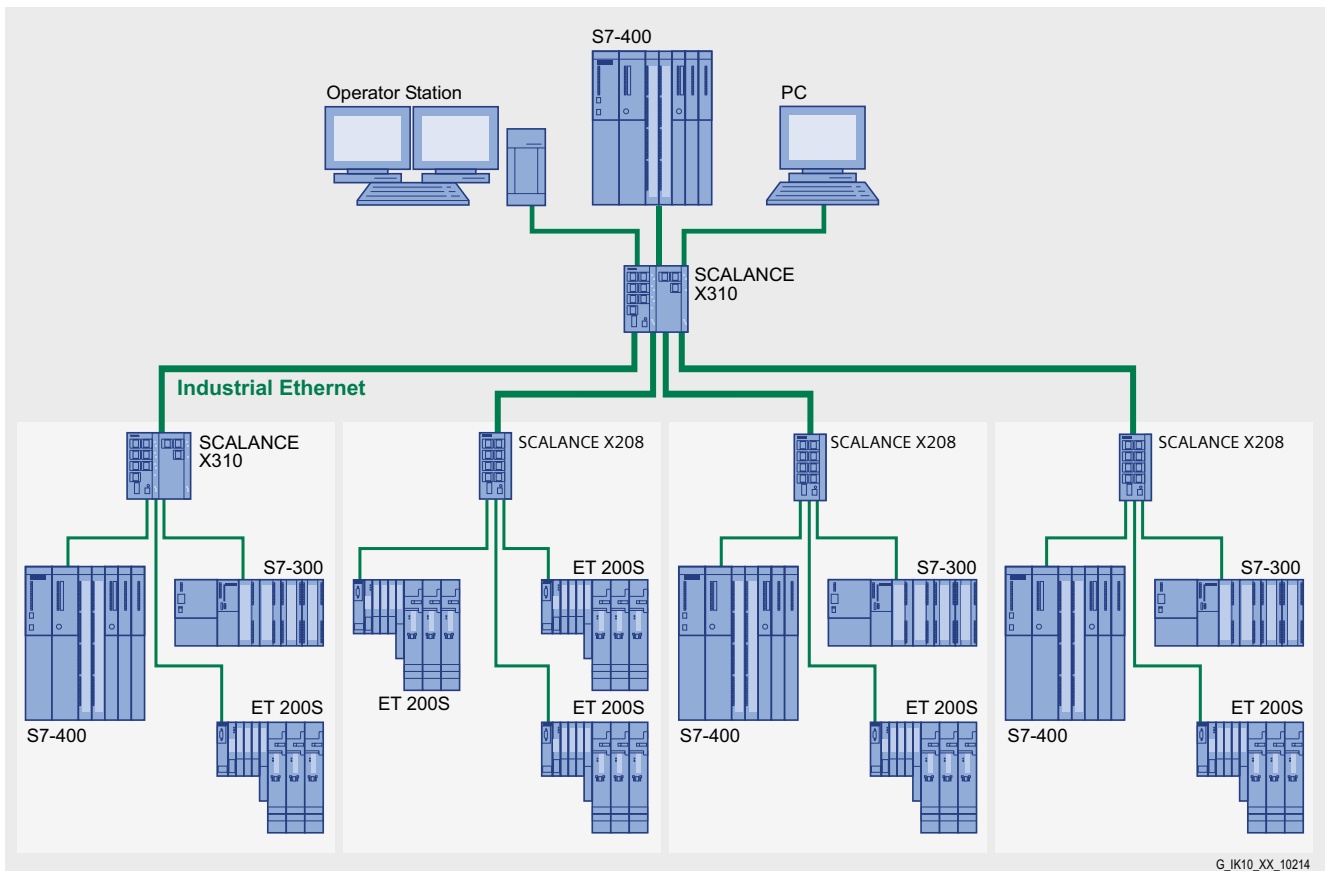 S7-400
Operator Station
PC
SCALANCE
X310
Industrial Ethernet
SCALANCE
X310
SCALANCE X208
SCALANCE X208
SCALANCE X208
S7-300
ET 200S
S7-300
S7-300
ET 200S
ET 200S
ET 200S
ET 200S
ET 200S
S7-400
S7-400
S7-400
G_IK10_XX_10214